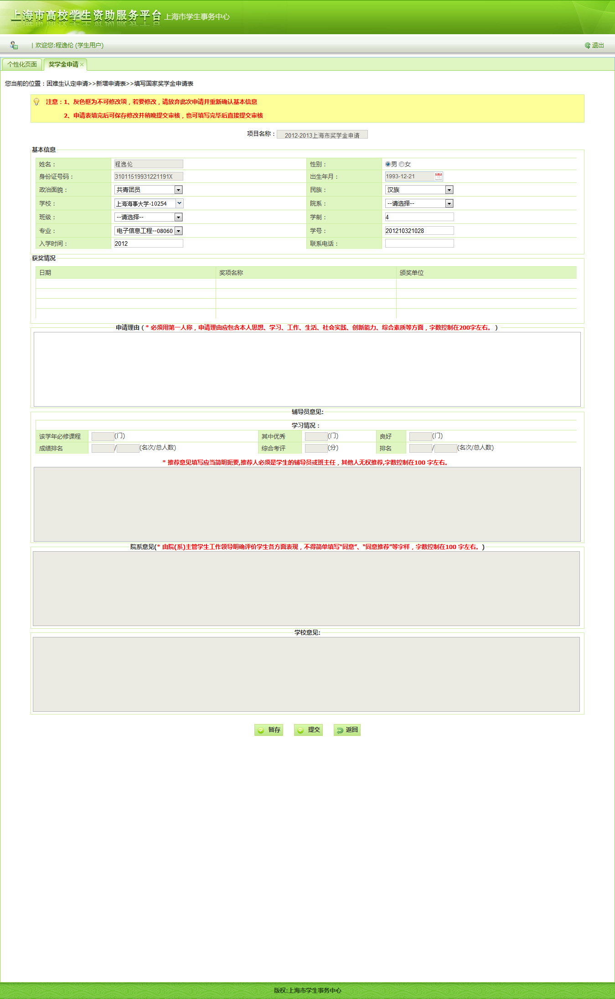 上海市高校学生资助服务平台 上海市学生事务中心
| 欢迎您:程逸伦 (学生用户) 退出
个性化页面 奖学金申请
您当前的位置：困难生认定申请>>新增申请表>>填写国家奖学金申请表
注意：1、灰色框为不可修改项，若要修改，请放弃此次申请并重新确认基本信息
2、申请表填完后可保存修改并稍晚提交审核，也可填写完毕后直接提交审核
项目名称： 2012-2013上海市奖学金申请
基本信息
姓名： 程逸伦 性别： 男 女
身份证号码： 31011519931221191X 出生年月： 1993-12-21
政治面貌： 共青团员 民族： 汉族
学校： 上海海事大学-10254 院系： --请选择--
班级： --请选择-- 学制： 4
专业： 电子信息工程--08060 学号： 201210321028
入学时间： 2012 联系电话：
获奖情况
日期 奖项名称 颁奖单位
申请理由（* 必须用第一人称，申请理由应包含本人思想、学习、工作、生活、社会实践、创新能力、综合素质等方面，字数控制在200字左右。）
辅导员意见:
学习情况：
该学年必修课程 (门) 其中优秀 (门) 良好 (门)
成绩排名 / (名次/总人数) 综合考评 (分) 排名 / (名次/总人数)
* 推荐意见填写应当简明扼要,推荐人必须是学生的辅导员或班主任，其他人无权推荐,字数控制在100 字左右。
院系意见(* 由院(系)主管学生工作领导明确评价学生各方面表现，不得简单填写“同意”、“同意推荐”等字样，字数控制在100 字左右。)
学校意见:
暂存 提交 返回
版权:上海市学生事务中心